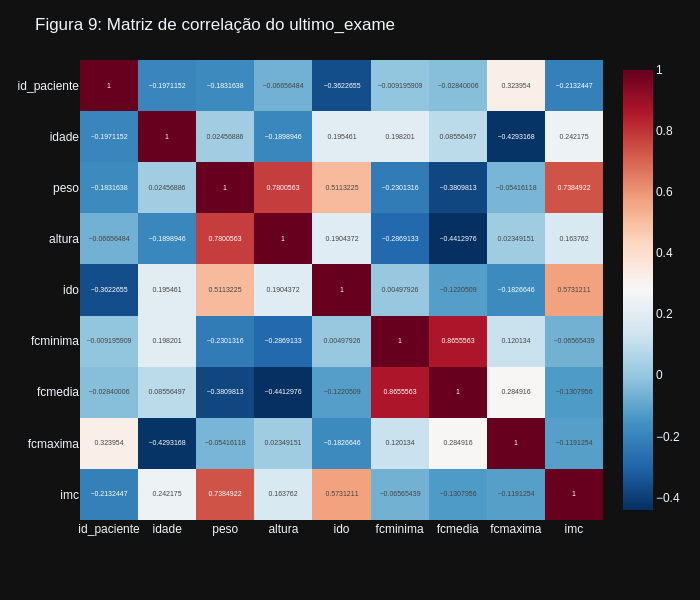 Figura 9: Matriz de correlação do ultimo_exame
id_paciente 1 −0.1971152 −0.1831638 −0.06656484 −0.3622655 −0.009195909 −0.02840006 0.323954 −0.2132447
idade −0.1971152 1 0.02456886 −0.1898946 0.195461 0.198201 0.08556497 −0.4293168 0.242175
peso −0.1831638 0.02456886 1 0.7800563 0.5113225 −0.2301316 −0.3809813 −0.05416118 0.7384922
altura −0.06656484 −0.1898946 0.7800563 1 0.1904372 −0.2869133 −0.4412976 0.02349151 0.163762
ido −0.3622655 0.195461 0.5113225 0.1904372 1 0.00497926 −0.1220509 −0.1826646 0.5731211
fcminima −0.009195909 0.198201 −0.2301316 −0.2869133 0.00497926 1 0.8655563 0.120134 −0.06565439
fcmedia −0.02840006 0.08556497 −0.3809813 −0.4412976 −0.1220509 0.8655563 1 0.284916 −0.1307956
fcmaxima 0.323954 −0.4293168 −0.05416118 0.02349151 −0.1826646 0.120134 0.284916 1 −0.1191254
imc −0.2132447 0.242175 0.7384922 0.163762 0.5731211 −0.06565439 −0.1307956 −0.1191254 1
id_paciente idade peso altura ido fcminima fcmedia fcmaxima imc
1
0.8
0.6
0.4
0.2
0
−0.2
−0.4